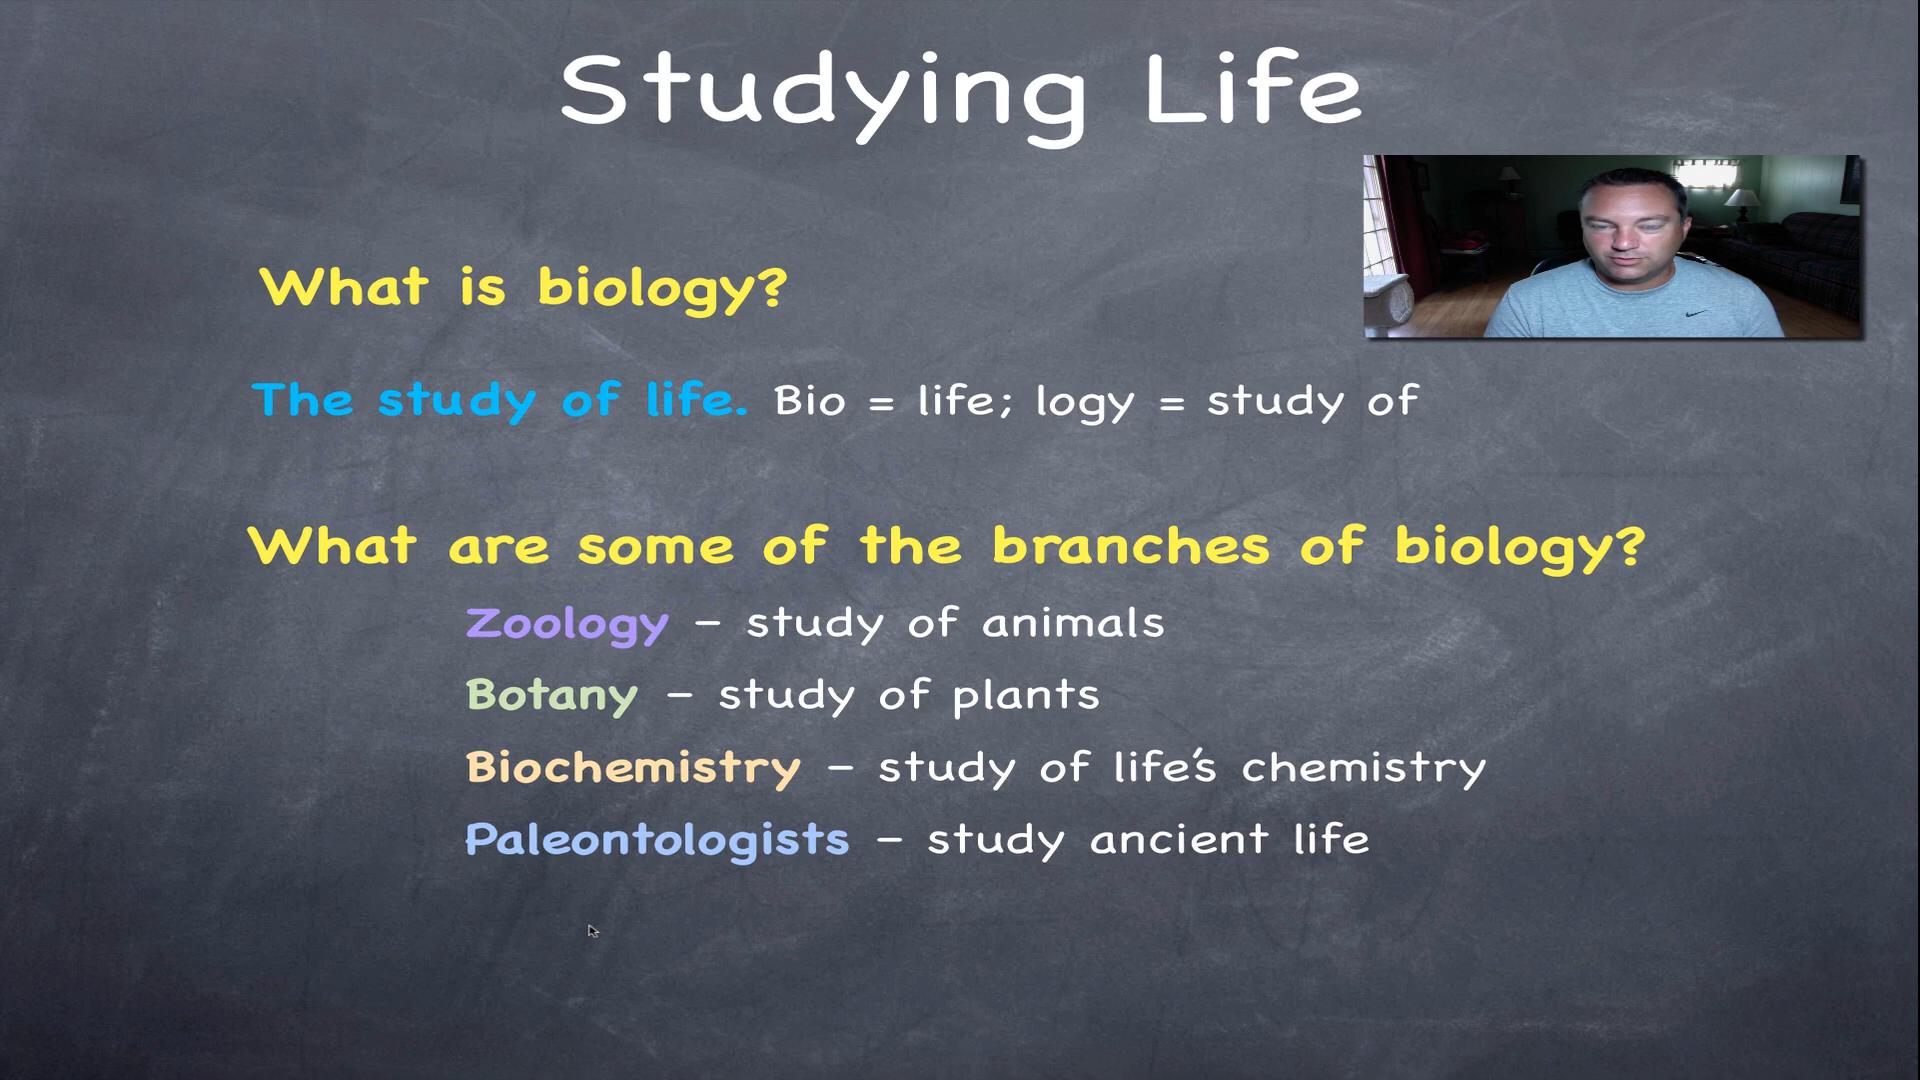 Studying Life
What is biology?
The study of life. Bio = life; logy = study of
What are some of the branches of biology?
Zoology – study of animals
Botany – study of plants
Biochemistry – study of life's chemistry
Paleontologists – study ancient life